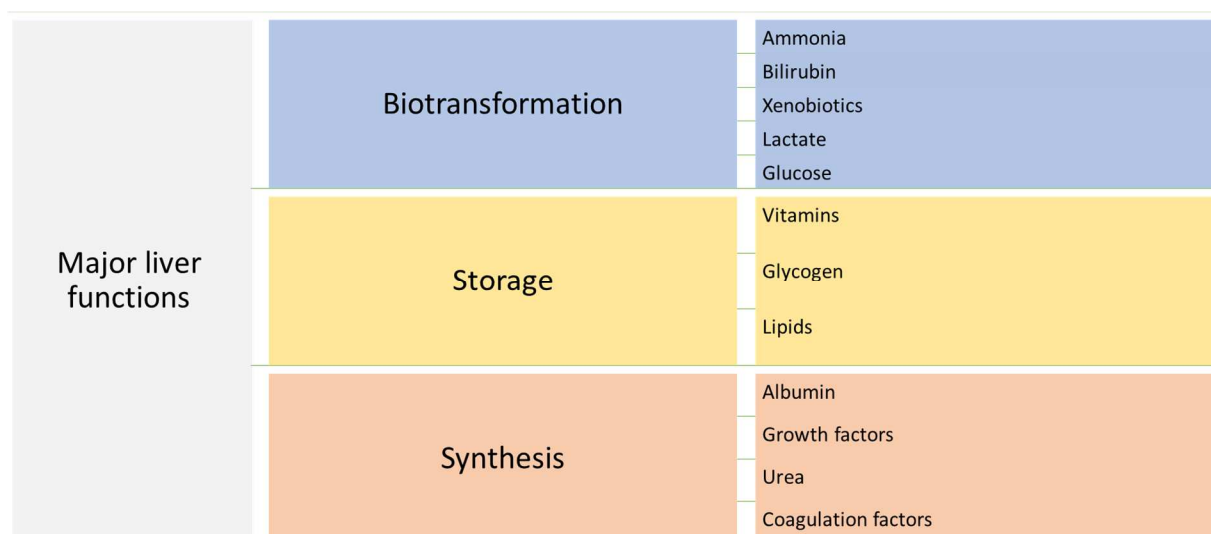 Major liver
functions
Biotransformation
Ammonia
Bilirubin
Xenobiotics
Lactate
Glucose
Storage
Vitamins
Glycogen
Lipids
Synthesis
Albumin
Growth factors
Urea
Coagulation factors